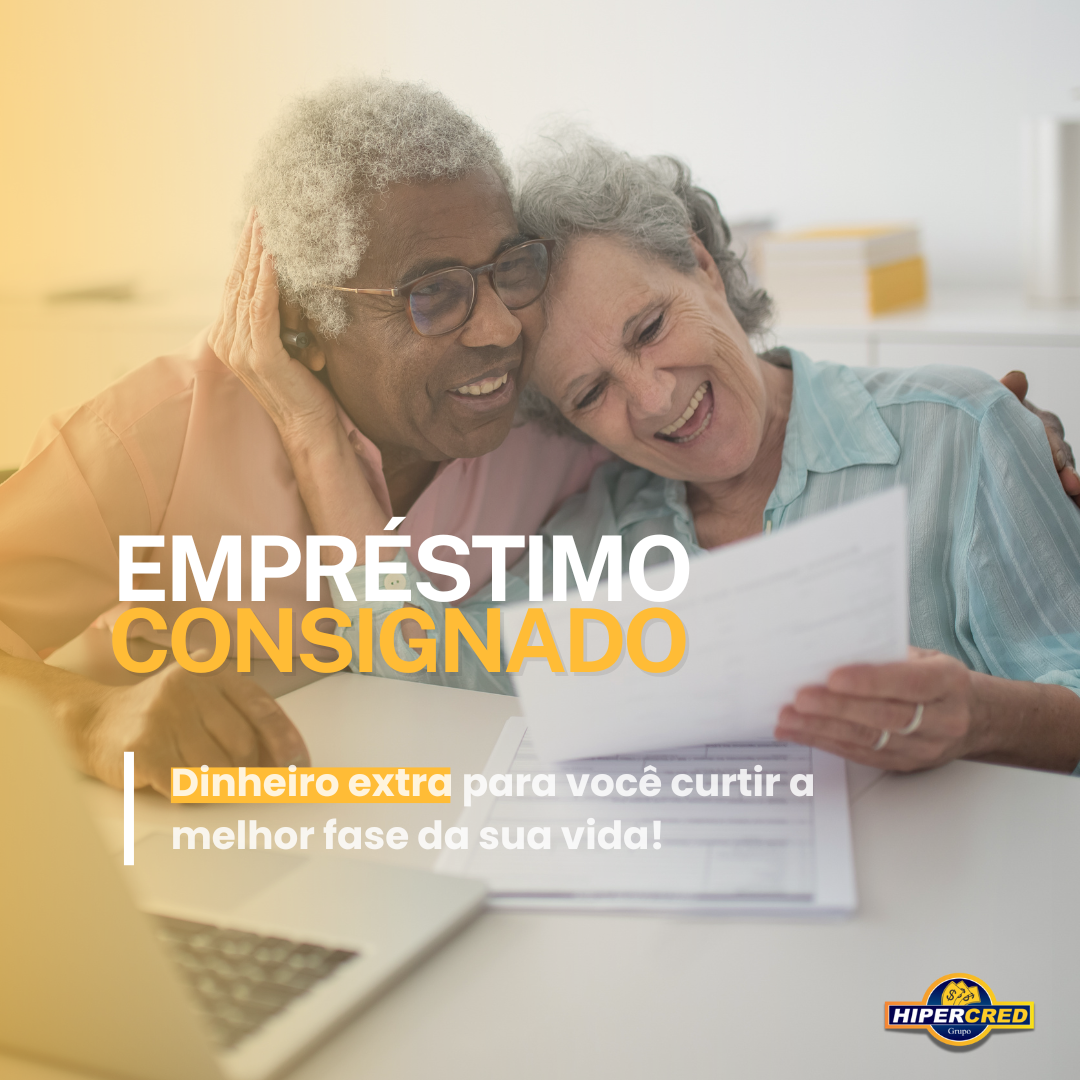 EMPRÉSTIMO
CONSIGNADO
Dinheiro extra para você curtir a
melhor fase da sua vida!
HIPERCRED
Grupo